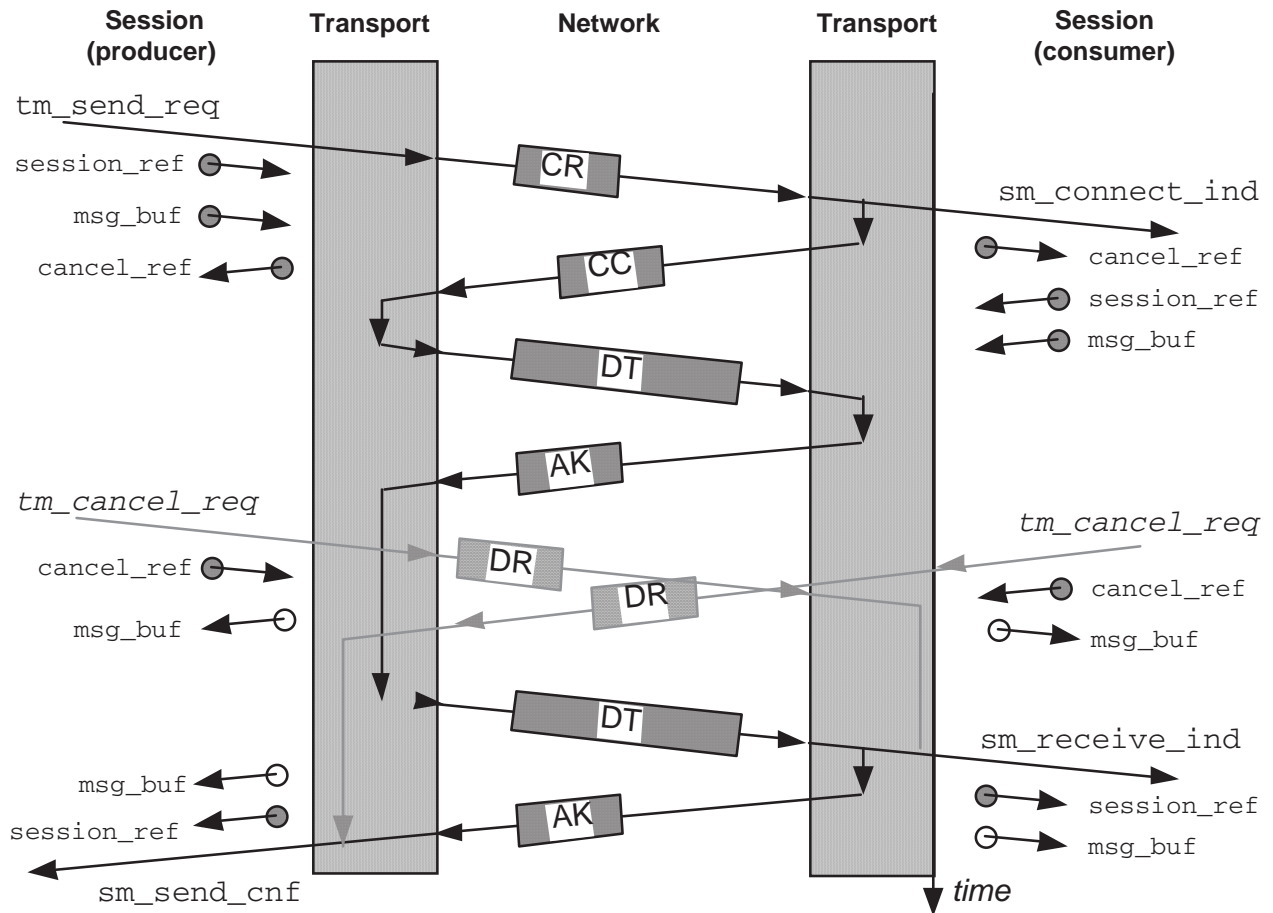 Session
(producer)
Transport
Network
Transport
Session
(consumer)
tm_send_req
session_ref
msg_buf
cancel_ref
CR
sm_connect_ind
cancel_ref
session_ref
msg_buf
CC
DT
AK
tm_cancel_req
cancel_ref
msg_buf
DR
DR
tm_cancel_req
cancel_ref
msg_buf
DT
sm_receive_ind
session_ref
msg_buf
msg_buf
session_ref
AK
sm_send_cnf
time